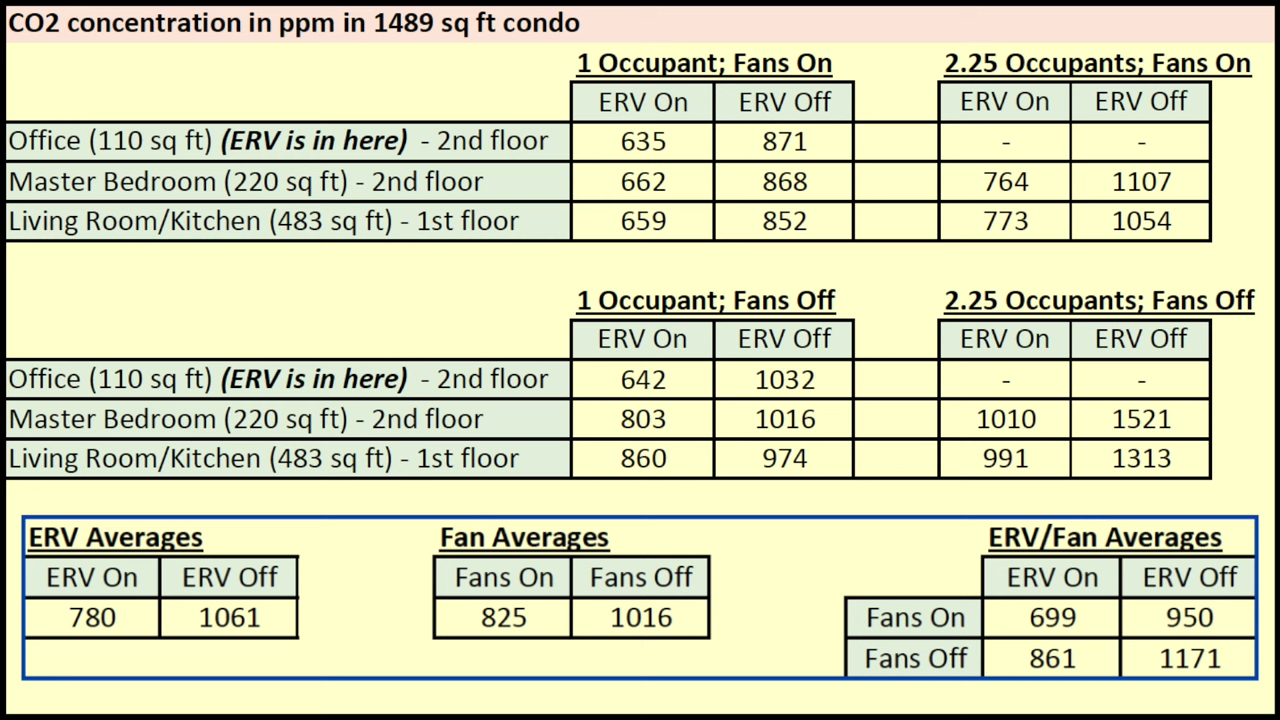 CO2 concentration in ppm in 1489 sq ft condo
1 Occupant; Fans On 2.25 Occupants; Fans On
ERV On ERV Off ERV On ERV Off
Office (110 sq ft) (ERV is in here) - 2nd floor 635 871 - -
Master Bedroom (220 sq ft) - 2nd floor 662 868 764 1107
Living Room/Kitchen (483 sq ft) - 1st floor 659 852 773 1054
1 Occupant; Fans Off 2.25 Occupants; Fans Off
ERV On ERV Off ERV On ERV Off
Office (110 sq ft) (ERV is in here) - 2nd floor 642 1032 - -
Master Bedroom (220 sq ft) - 2nd floor 803 1016 1010 1521
Living Room/Kitchen (483 sq ft) - 1st floor 860 974 991 1313
ERV Averages Fan Averages ERV/Fan Averages
ERV On ERV Off Fans On Fans Off ERV On ERV Off
780 1061 825 1016 Fans On 699 950
Fans Off 861 1171